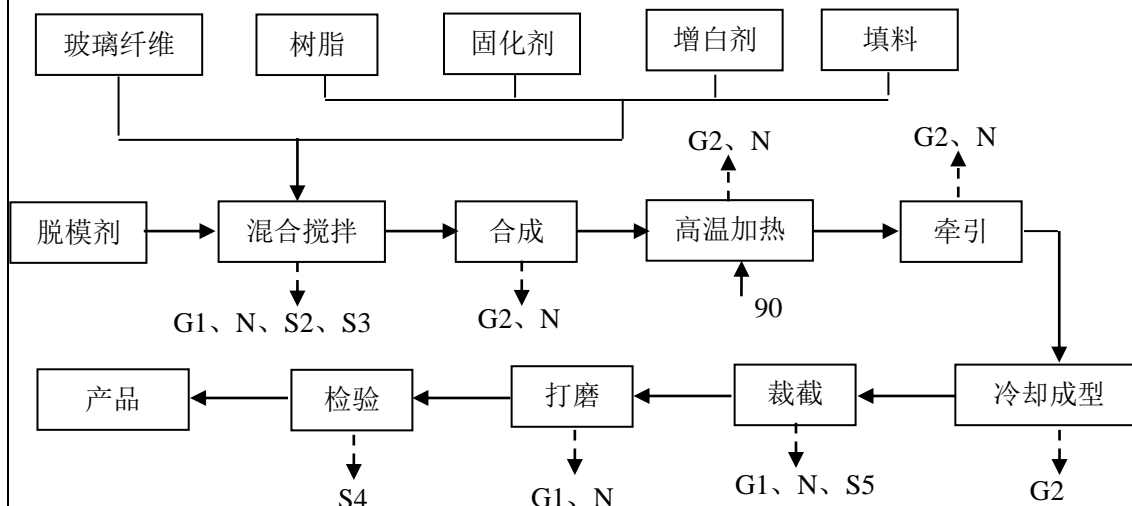 玻璃纤维 树脂 固化剂 增白剂 填料
G2、N G2、N
脱模剂 混合搅拌 合成 高温加热 牵引
G1、N、S2、S3 G2、N 90
产品 检验 打磨 裁截 冷却成型
S4 G1、N G1、N、S5 G2